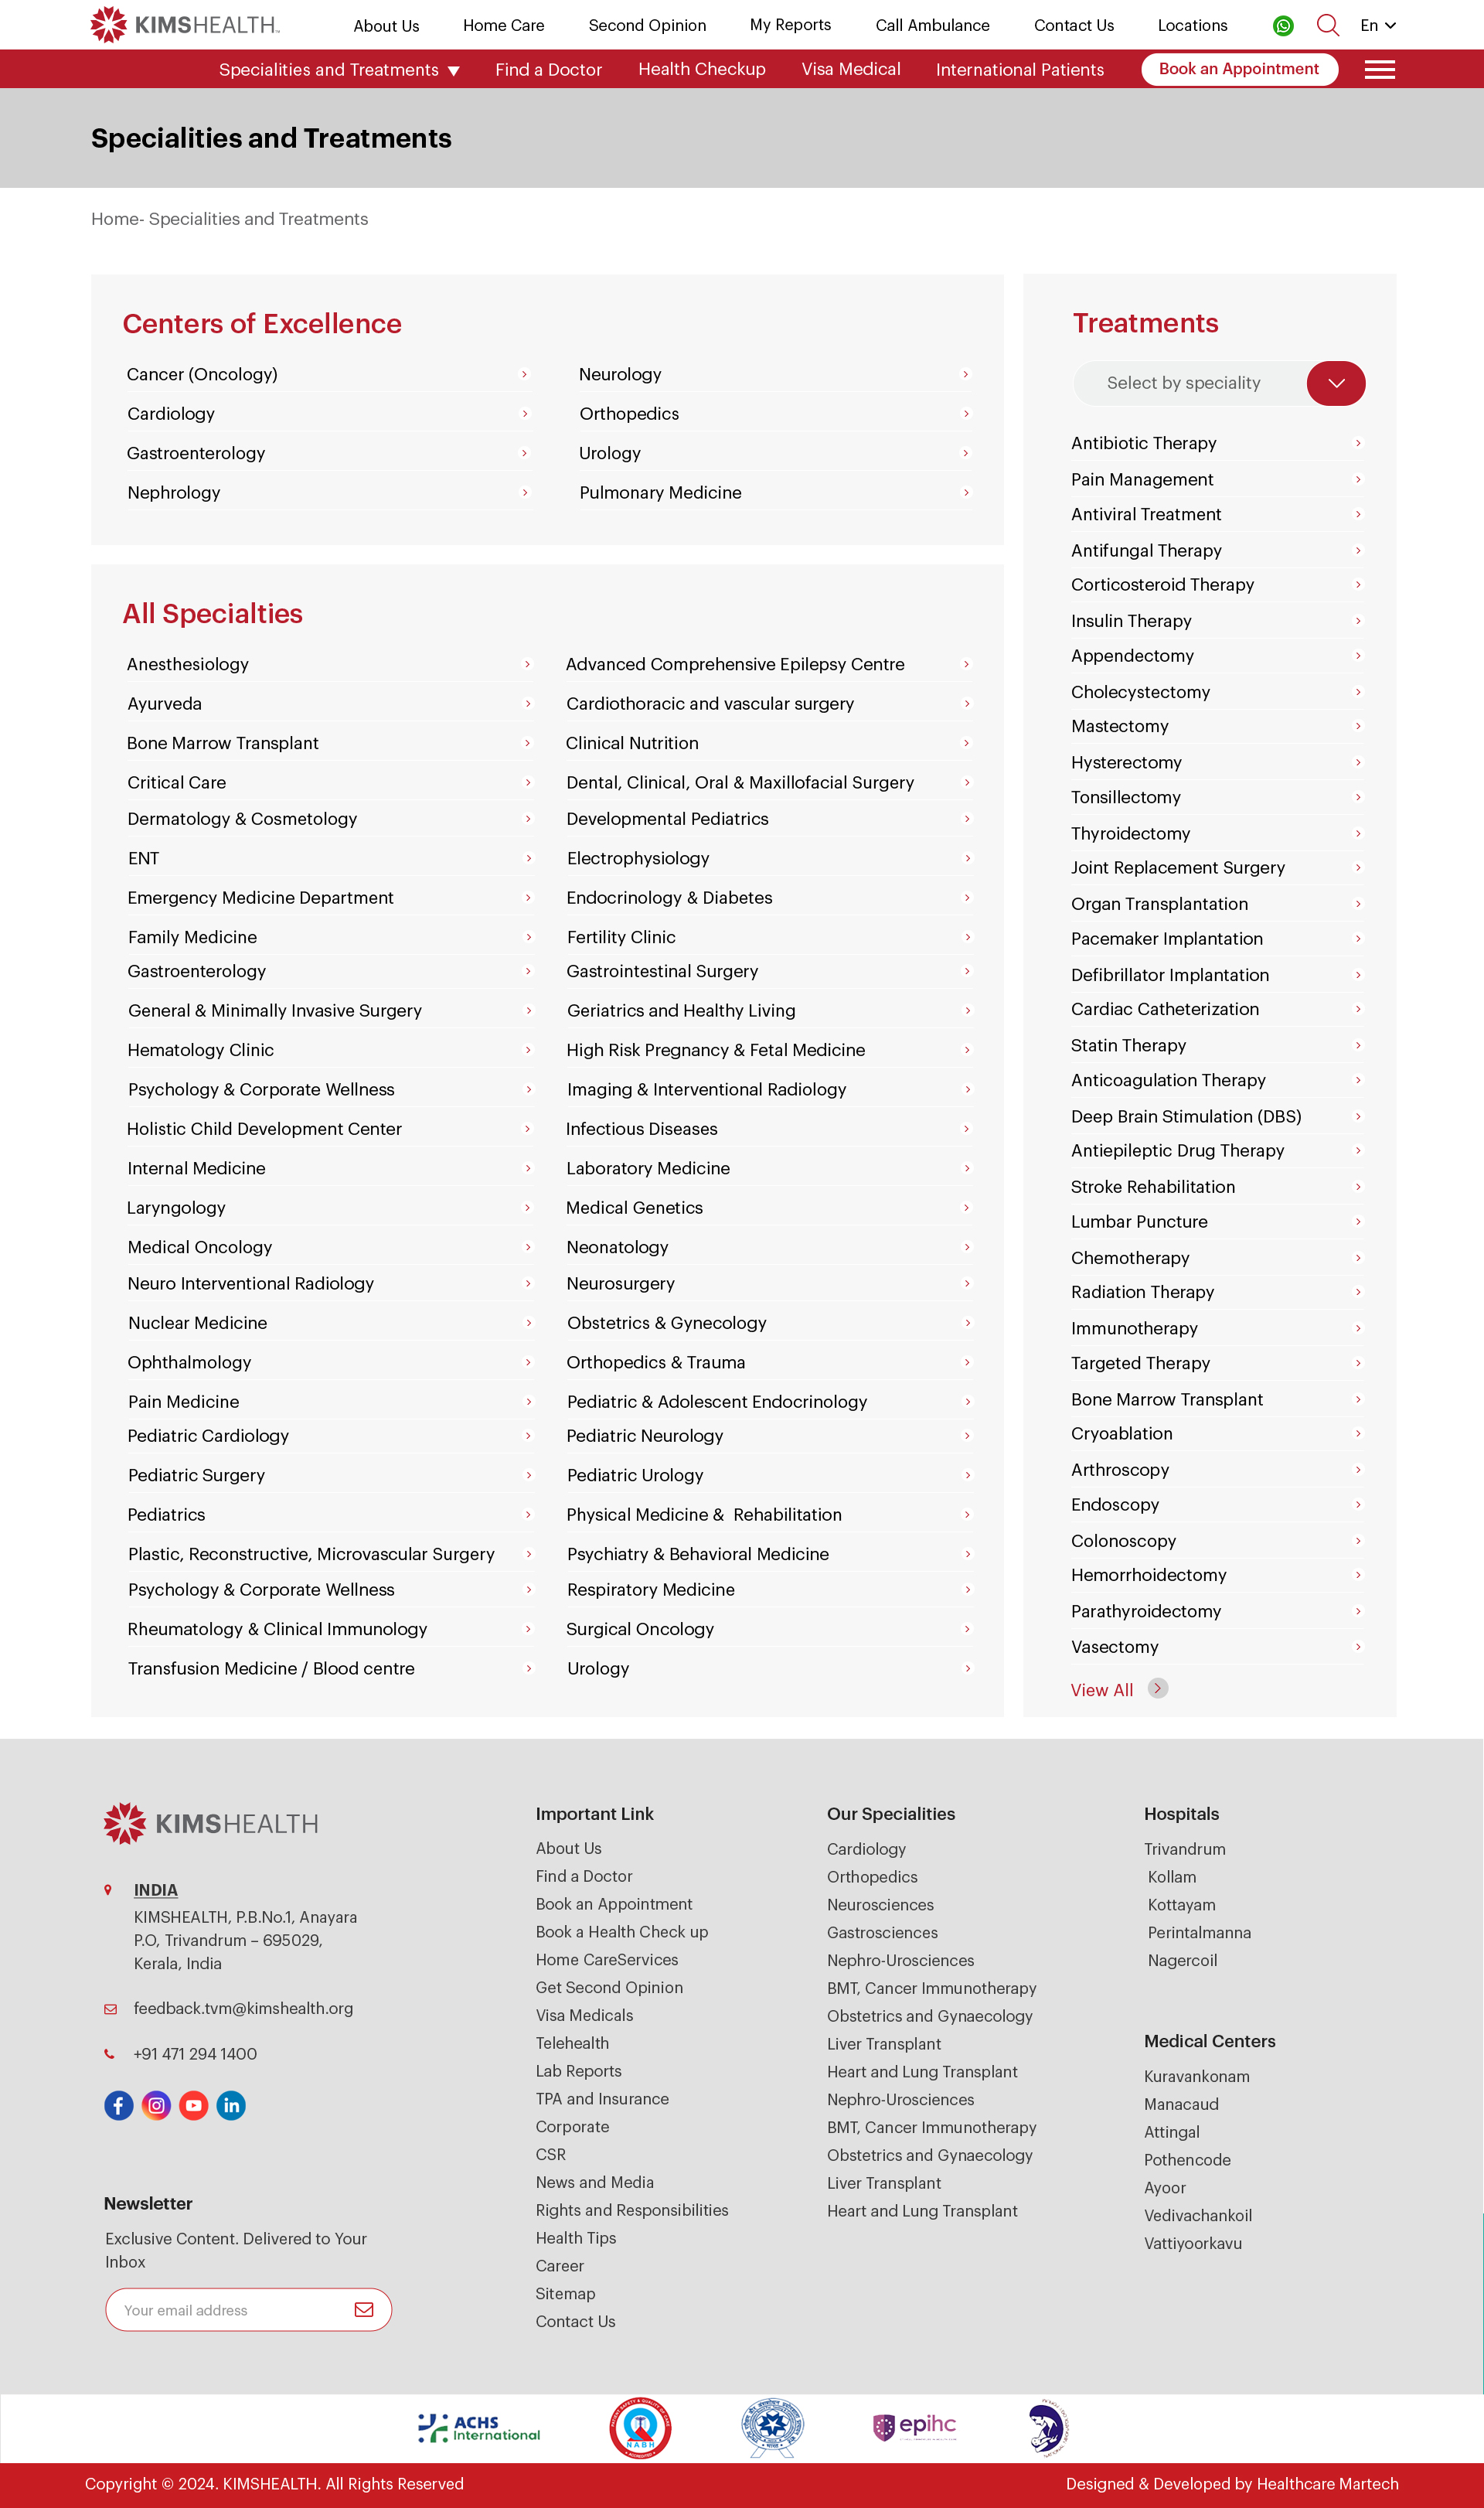 KIMSHEALTH
About Us
Home Care
Second Opinion
My Reports
Call Ambulance
Contact Us
Locations
En
Specialities and Treatments
Find a Doctor
Health Checkup
Visa Medical
International Patients
Book an Appointment
Specialities and Treatments
Home- Specialities and Treatments
Centers of Excellence
Cancer (Oncology)
Neurology
Cardiology
Orthopedics
Gastroenterology
Urology
Nephrology
Pulmonary Medicine
All Specialties
Anesthesiology
Advanced Comprehensive Epilepsy Centre
Ayurveda
Cardiothoracic and vascular surgery
Bone Marrow Transplant
Clinical Nutrition
Critical Care
Dental, Clinical, Oral & Maxillofacial Surgery
Dermatology & Cosmetology
Developmental Pediatrics
ENT
Electrophysiology
Emergency Medicine Department
Endocrinology & Diabetes
Family Medicine
Fertility Clinic
Gastroenterology
Gastrointestinal Surgery
General & Minimally Invasive Surgery
Geriatrics and Healthy Living
Hematology Clinic
High Risk Pregnancy & Fetal Medicine
Psychology & Corporate Wellness
Imaging & Interventional Radiology
Holistic Child Development Center
Infectious Diseases
Internal Medicine
Laboratory Medicine
Laryngology
Medical Genetics
Medical Oncology
Neonatology
Neuro Interventional Radiology
Neurosurgery
Nuclear Medicine
Obstetrics & Gynecology
Ophthalmology
Orthopedics & Trauma
Pain Medicine
Pediatric & Adolescent Endocrinology
Pediatric Cardiology
Pediatric Neurology
Pediatric Surgery
Pediatric Urology
Pediatrics
Physical Medicine & Rehabilitation
Plastic, Reconstructive, Microvascular Surgery
Psychiatry & Behavioral Medicine
Psychology & Corporate Wellness
Respiratory Medicine
Rheumatology & Clinical Immunology
Surgical Oncology
Transfusion Medicine / Blood centre
Urology
Treatments
Select by speciality
Antibiotic Therapy
Pain Management
Antiviral Treatment
Antifungal Therapy
Corticosteroid Therapy
Insulin Therapy
Appendectomy
Cholecystectomy
Mastectomy
Hysterectomy
Tonsillectomy
Thyroidectomy
Joint Replacement Surgery
Organ Transplantation
Pacemaker Implantation
Defibrillator Implantation
Cardiac Catheterization
Statin Therapy
Anticoagulation Therapy
Deep Brain Stimulation (DBS)
Antiepileptic Drug Therapy
Stroke Rehabilitation
Lumbar Puncture
Chemotherapy
Radiation Therapy
Immunotherapy
Targeted Therapy
Bone Marrow Transplant
Cryoablation
Arthroscopy
Endoscopy
Colonoscopy
Hemorrhoidectomy
Parathyroidectomy
Vasectomy
View All
KIMSHEALTH
INDIA
KIMSHEALTH, P.B.No.1, Anayara
P.O, Trivandrum – 695029,
Kerala, India
feedback.tvm@kimshealth.org
+91 471 294 1400
Newsletter
Exclusive Content. Delivered to Your
Inbox
Your email address
Important Link
About Us
Find a Doctor
Book an Appointment
Book a Health Check up
Home CareServices
Get Second Opinion
Visa Medicals
Telehealth
Lab Reports
TPA and Insurance
Corporate
CSR
News and Media
Rights and Responsibilities
Health Tips
Career
Sitemap
Contact Us
Our Specialities
Cardiology
Orthopedics
Neurosciences
Gastrosciences
Nephro-Urosciences
BMT, Cancer Immunotherapy
Obstetrics and Gynaecology
Liver Transplant
Heart and Lung Transplant
Nephro-Urosciences
BMT, Cancer Immunotherapy
Obstetrics and Gynaecology
Liver Transplant
Heart and Lung Transplant
Hospitals
Trivandrum
Kollam
Kottayam
Perintalmanna
Nagercoil
Medical Centers
Kuravankonam
Manacaud
Attingal
Pothencode
Ayoor
Vedivachankoil
Vattiyoorkavu
ACHS
International
NABH
epihc
Copyright © 2024. KIMSHEALTH. All Rights Reserved
Designed & Developed by Healthcare Martech